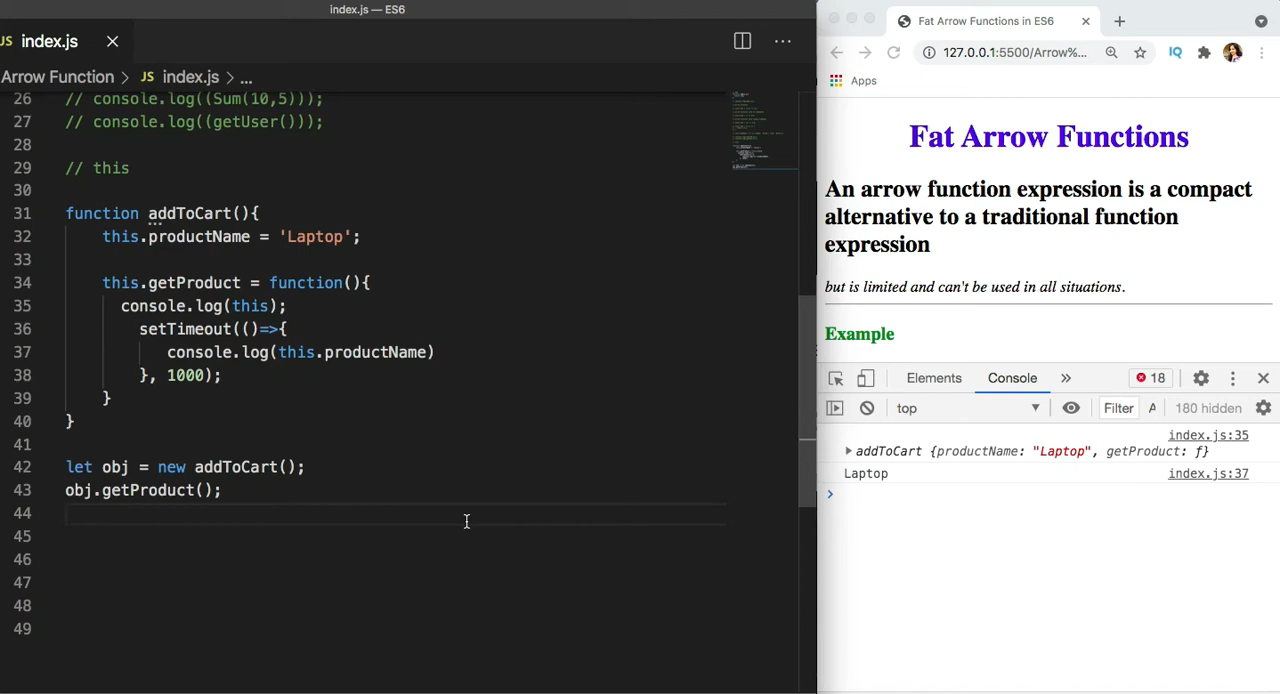 index.js — ES6
JS index.js
Arrow Function > JS index.js > ...
26 // console.log((Sum(10,5)));
27 // console.log((getUser()));
28
29 // this
30
31 function addToCart(){
32 this.productName = 'Laptop';
33
34 this.getProduct = function(){
35 console.log(this);
36 setTimeout(()=>{
37 console.log(this.productName)
38 }, 1000);
39 }
40 }
41
42 let obj = new addToCart();
43 obj.getProduct();
44
45
46
47
48
49
Fat Arrow Functions in ES6
127.0.0.1:5500/Arrow%... IQ
Apps
Fat Arrow Functions
An arrow function expression is a compact
alternative to a traditional function
expression
but is limited and can't be used in all situations.
Example
Elements Console » 18
top Filter 180 hidden
index.js:35
addToCart {productName: "Laptop", getProduct: ƒ}
Laptop index.js:37